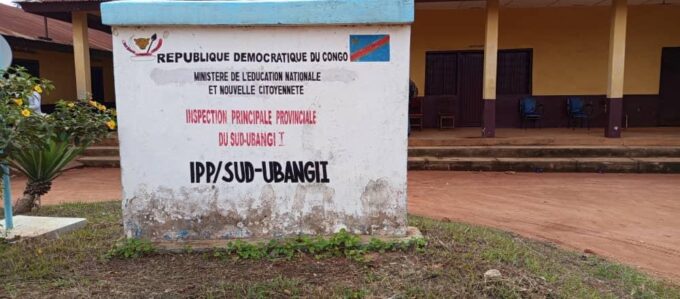 REPUBLIQUE DEMOCRATIQUE DU CONGO
MINISTERE DE L'EDUCATION NATIONALE
ET NOUVELLE CITOYENNETE
INSPECTION PRINCIPALE PROVINCIALE
DU SUD-UBANGI I
IPP/SUD-UBANGII